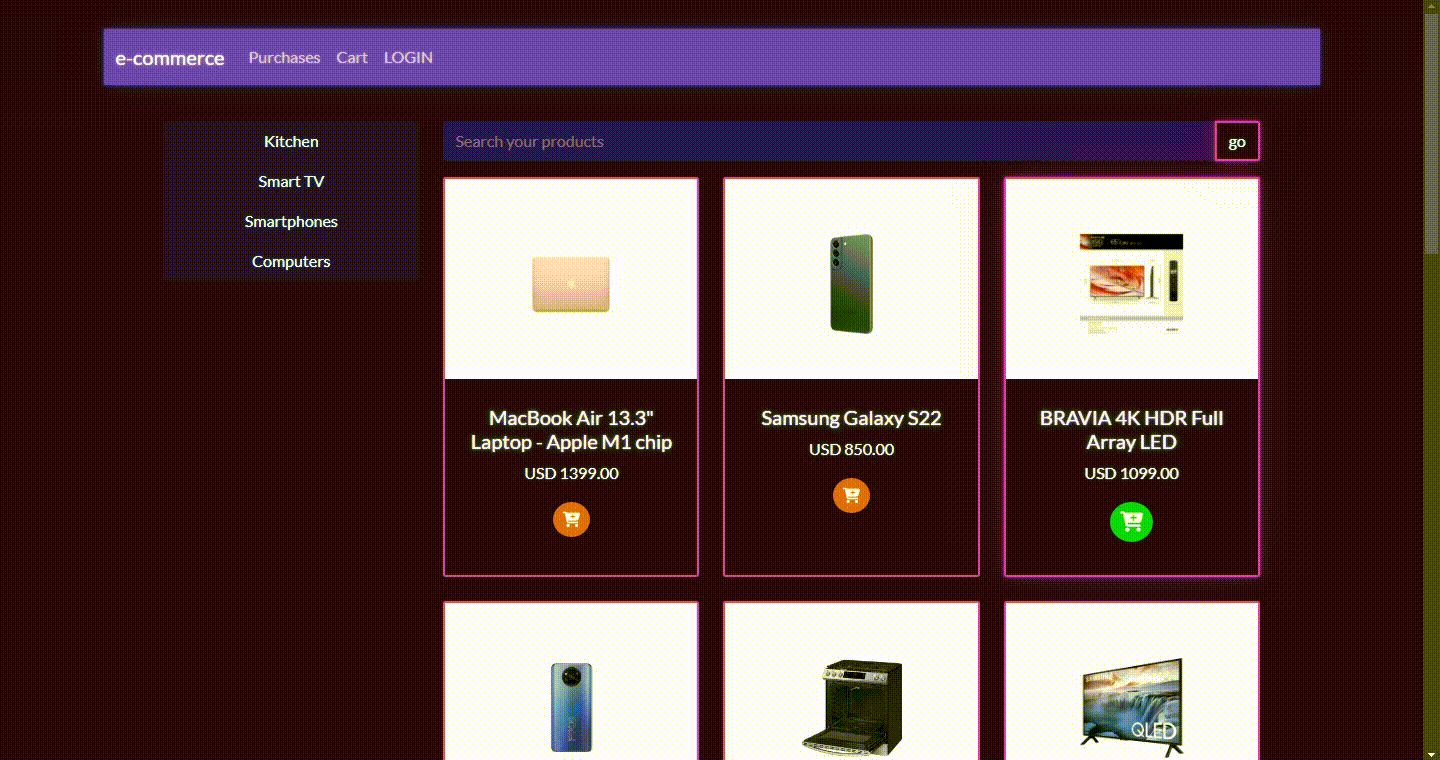 e-commerce Purchases Cart LOGIN
Kitchen
Smart TV
Smartphones
Computers
Search your products go
MacBook Air 13.3"
Laptop - Apple M1 chip
USD 1399.00
Samsung Galaxy S22
USD 850.00
BRAVIA 4K HDR Full
Array LED
USD 1099.00
QLED